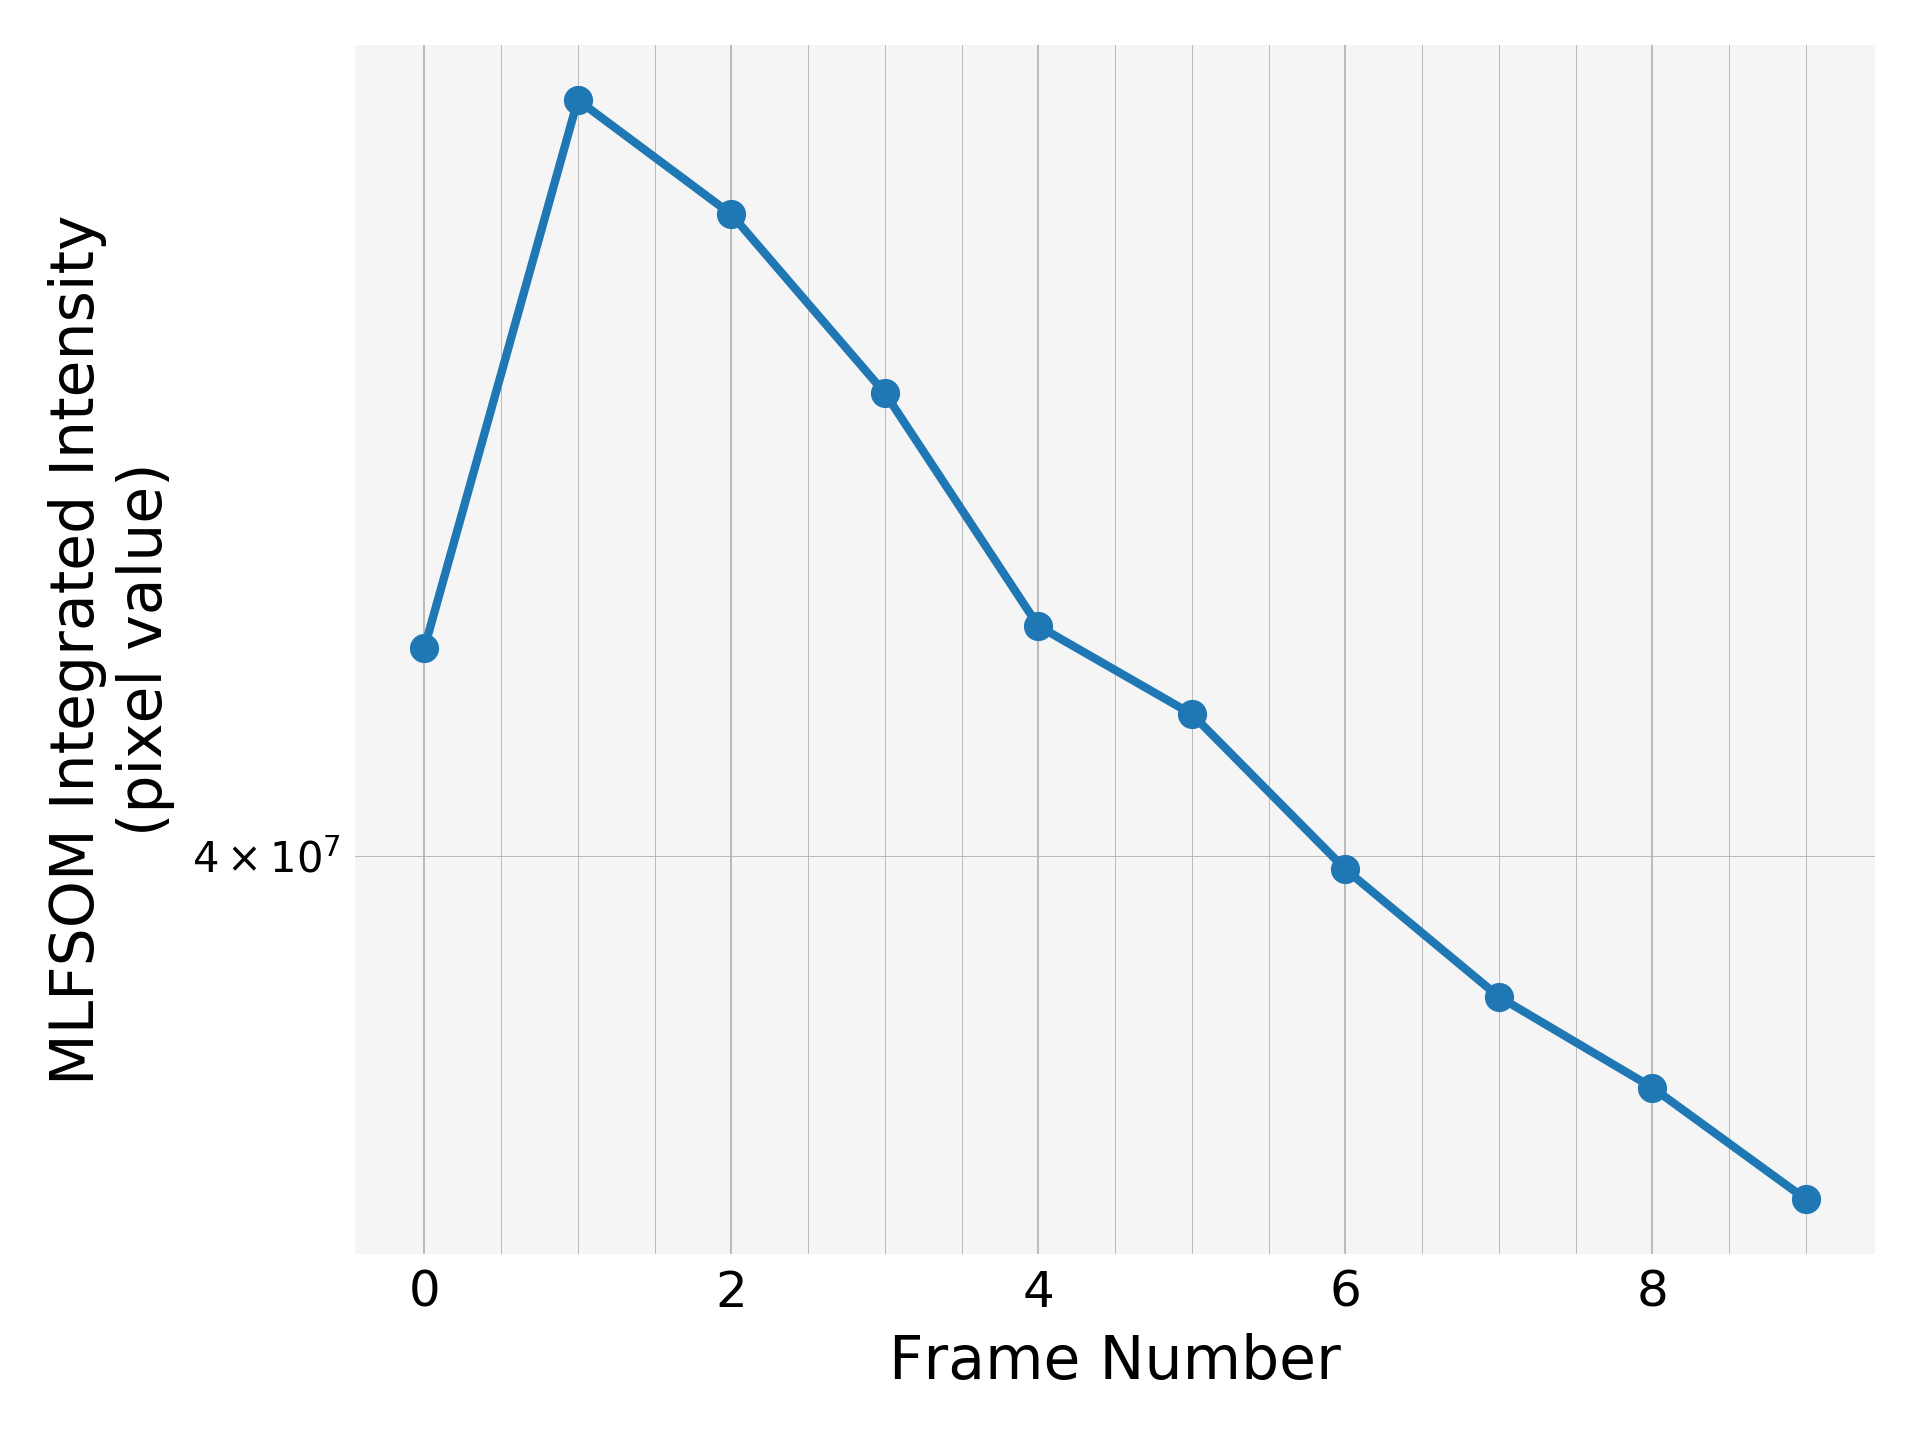 MLFSOM Integrated Intensity
(pixel value)
4 × 10⁷
0 2 4 6 8
Frame Number